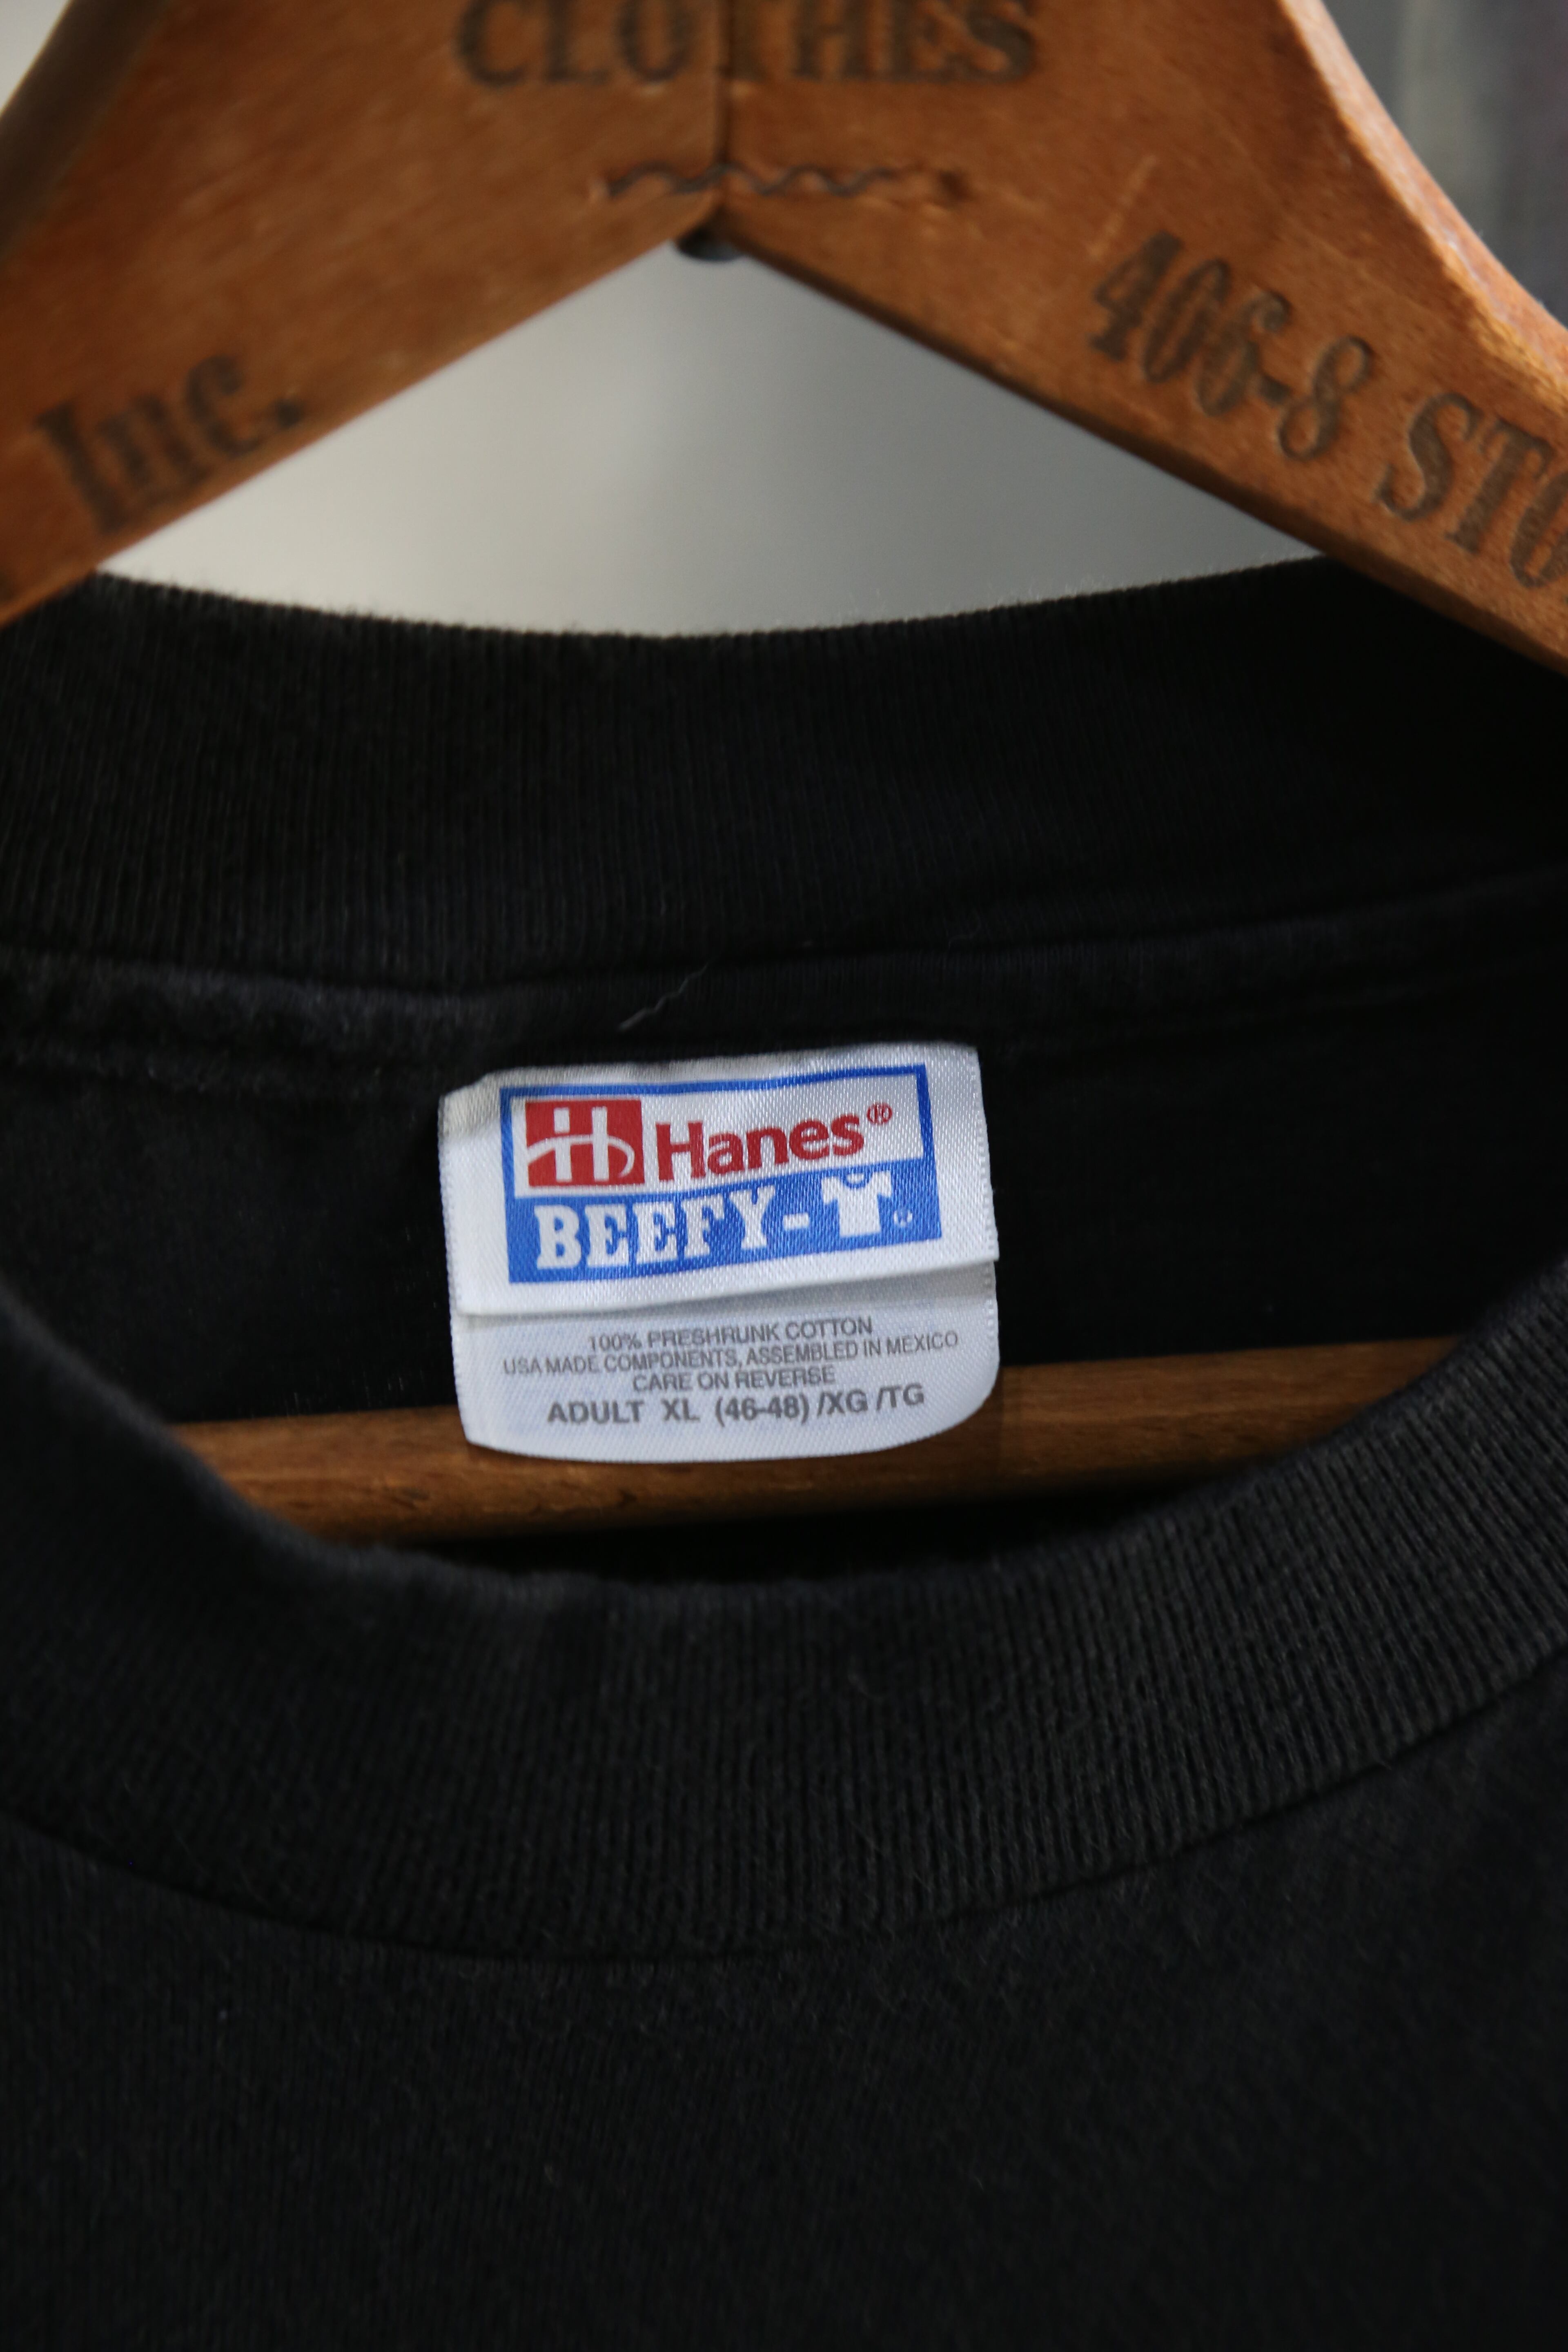 CLOTHES
Inc.
406-8 STO
Hanes®
BEEFY-
100% PRESHRUNK COTTON
USA MADE COMPONENTS, ASSEMBLED IN MEXICO
CARE ON REVERSE
ADULT XL (46-48) /XG /TG